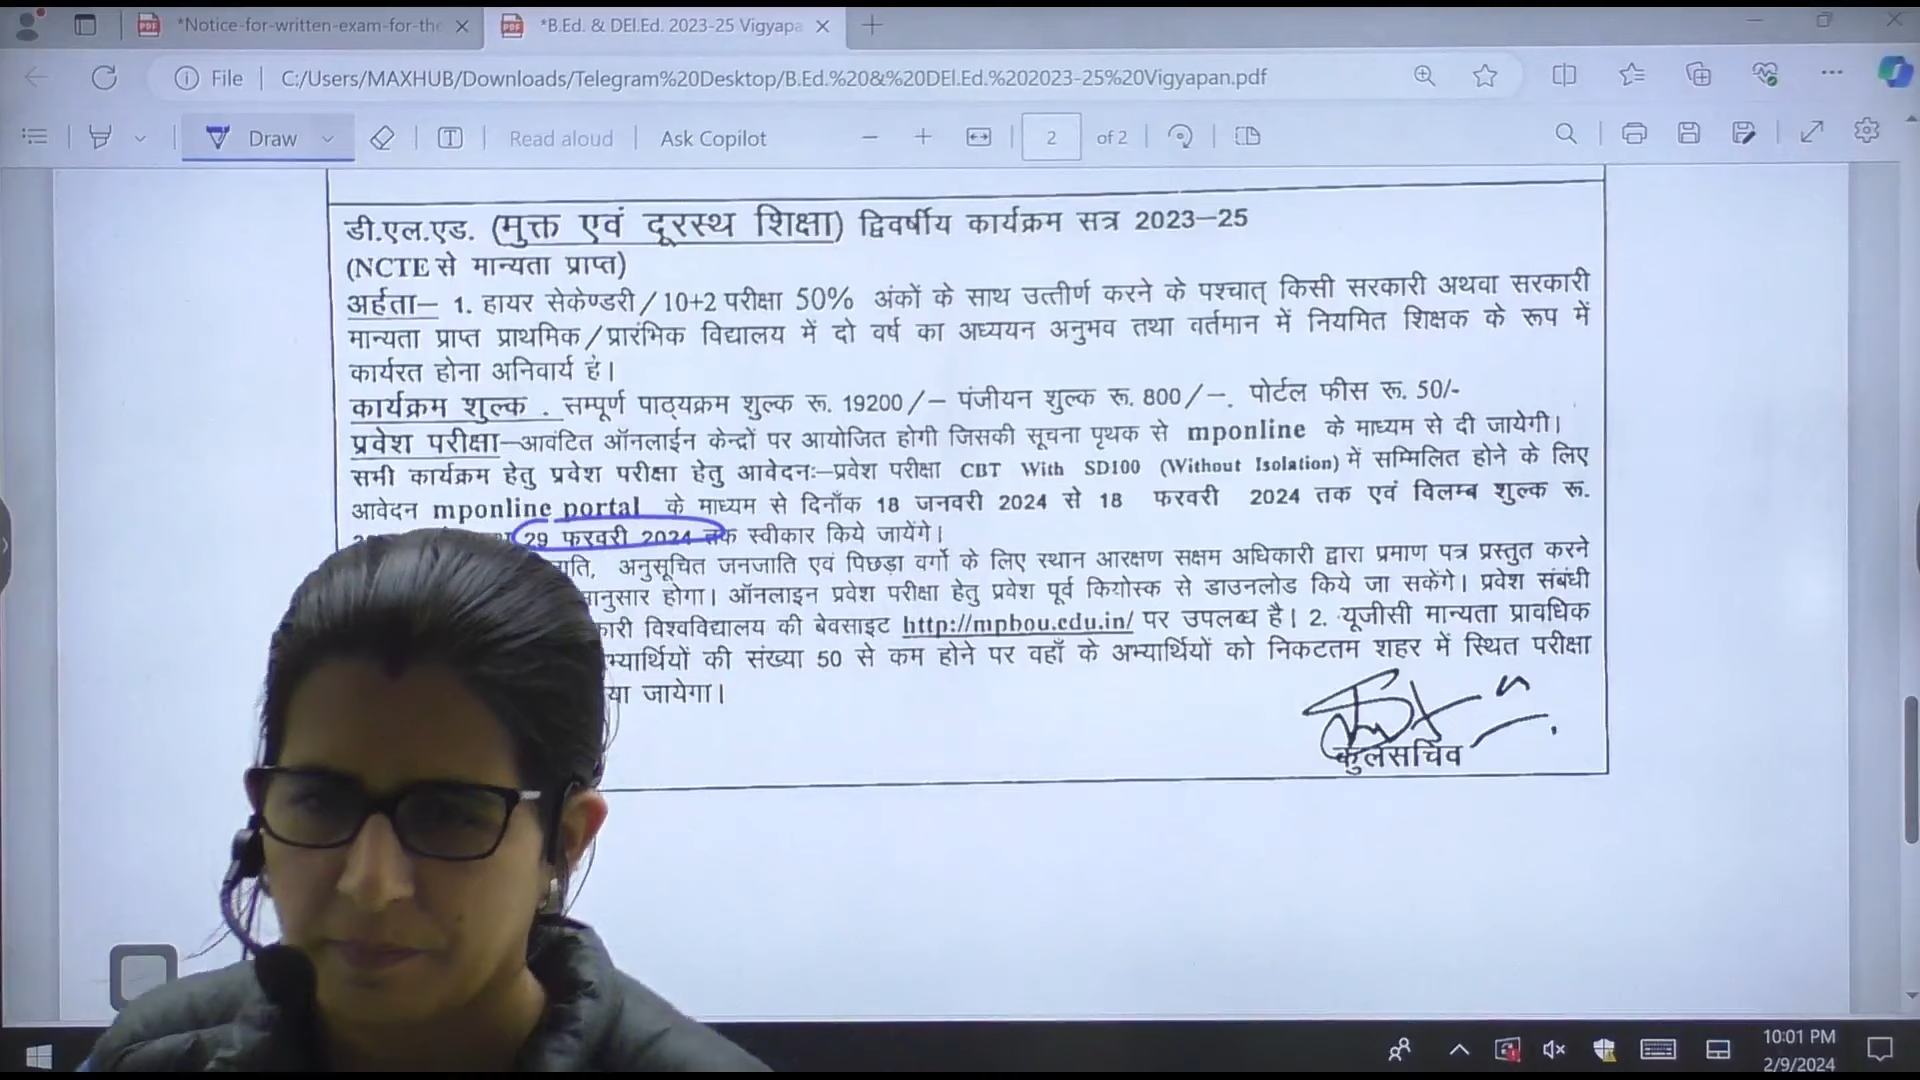 *Notice-for-written-exam-for-the
*B.Ed. & DEl.Ed. 2023-25 Vigyapa
File
C:/Users/MAXHUB/Downloads/Telegram%20Desktop/B.Ed.%20&%20DEl.Ed.%202023-25%20Vigyapan.pdf
Draw
Read aloud
Ask Copilot
2 of 2
डी.एल.एड. (मुक्त एवं दूरस्थ शिक्षा) द्विवर्षीय कार्यक्रम सत्र 2023–25
(NCTE से मान्यता प्राप्त)
अर्हता– 1. हायर सेकेण्डरी/10+2 परीक्षा 50% अंकों के साथ उत्तीर्ण करने के पश्चात् किसी सरकारी अथवा सरकारी
मान्यता प्राप्त प्राथमिक/प्रारंभिक विद्यालय में दो वर्ष का अध्ययन अनुभव तथा वर्तमान में नियमित शिक्षक के रूप में
कार्यरत होना अनिवार्य है।
कार्यक्रम शुल्क . सम्पूर्ण पाठ्यक्रम शुल्क रू. 19200/– पंजीयन शुल्क रू. 800/–. पोर्टल फीस रू. 50/-
प्रवेश परीक्षा–आवंटित ऑनलाईन केन्द्रों पर आयोजित होगी जिसकी सूचना पृथक से mponline के माध्यम से दी जायेगी।
सभी कार्यक्रम हेतु प्रवेश परीक्षा हेतु आवेदनः–प्रवेश परीक्षा CBT With SD100 (Without Isolation) में सम्मिलित होने के लिए
आवेदन mponline portal के माध्यम से दिनाँक 18 जनवरी 2024 से 18 फरवरी 2024 तक एवं विलम्ब शुल्क रू.
29 फरवरी 2024 तक स्वीकार किये जायेंगे।
अनुसूचित जनजाति एवं पिछड़ा वर्गो के लिए स्थान आरक्षण सक्षम अधिकारी द्वारा प्रमाण पत्र प्रस्तुत करने
होगा। ऑनलाइन प्रवेश परीक्षा हेतु प्रवेश पूर्व कियोस्क से डाउनलोड किये जा सकेंगे। प्रवेश संबंधी
विश्वविद्यालय की बेवसाइट http://mpbou.edu.in/ पर उपलब्ध है। 2. यूजीसी मान्यता प्रावधिक
की संख्या 50 से कम होने पर वहाँ के अभ्यार्थियों को निकटतम शहर में स्थित परीक्षा
जायेगा।
कुलसचिव
10:01 PM
2/9/2024